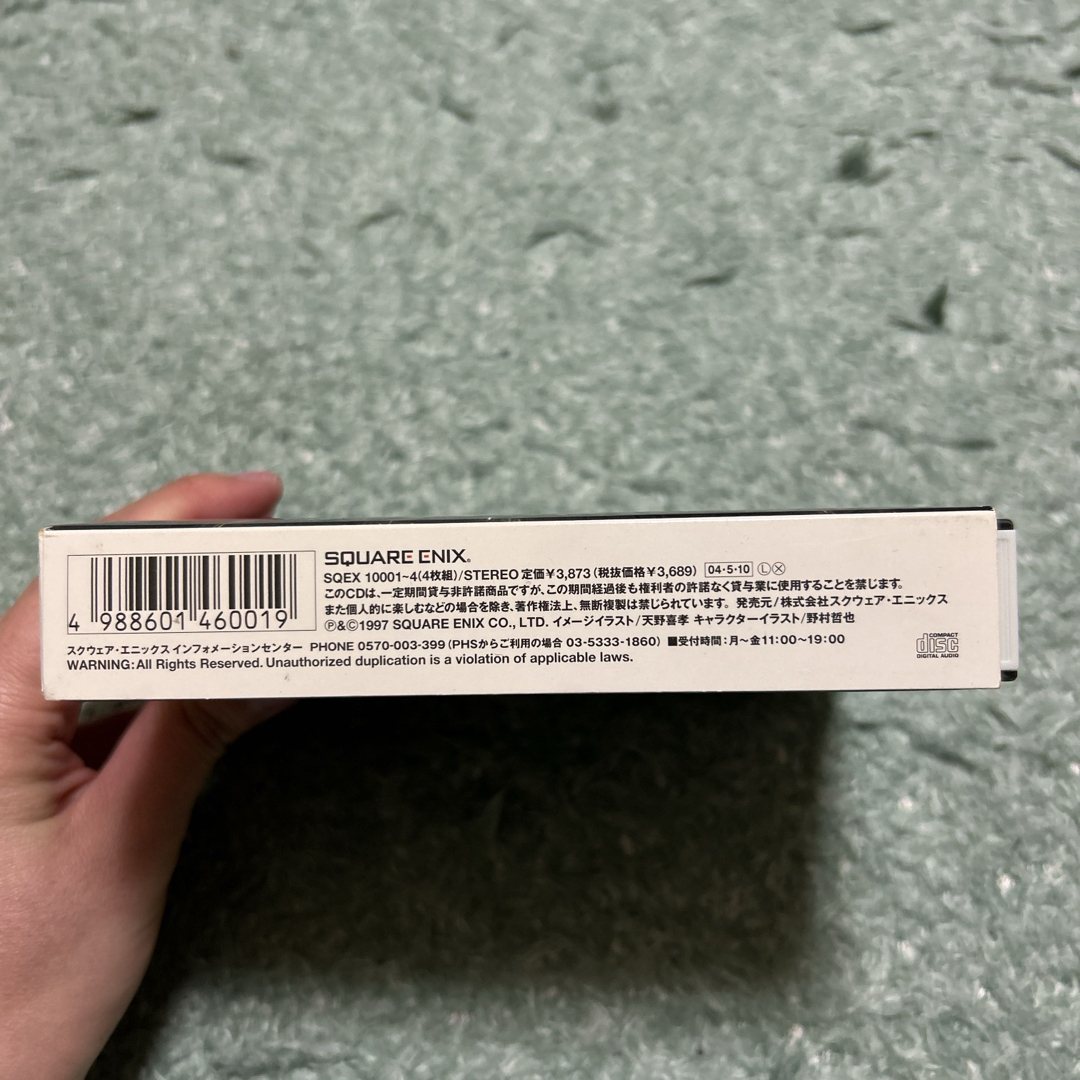 SQUARE ENIX®
SQEX 10001~4(4枚組)/STEREO 定価¥3,873 (税抜価格¥3,689) 04・5・10 Ⓛ Ⓧ
このCDは、一定期間貸与非許諾商品ですが、この期間経過後も権利者の許諾なく貸与業に使用することを禁じます。
また個人的に楽しむなどの場合を除き、著作権法上、無断複製は禁じられています。発売元/株式会社スクウェア・エニックス
Ⓟ&©1997 SQUARE ENIX CO., LTD. イメージイラスト/天野喜孝 キャラクターイラスト/野村哲也
4 988601 460019
スクウェア・エニックス インフォメーションセンター PHONE 0570-003-399 (PHSからご利用の場合 03-5333-1860) ■受付時間:月~金11:00~19:00
WARNING: All Rights Reserved. Unauthorized duplication is a violation of applicable laws.
COMPACT
disc
DIGITAL AUDIO